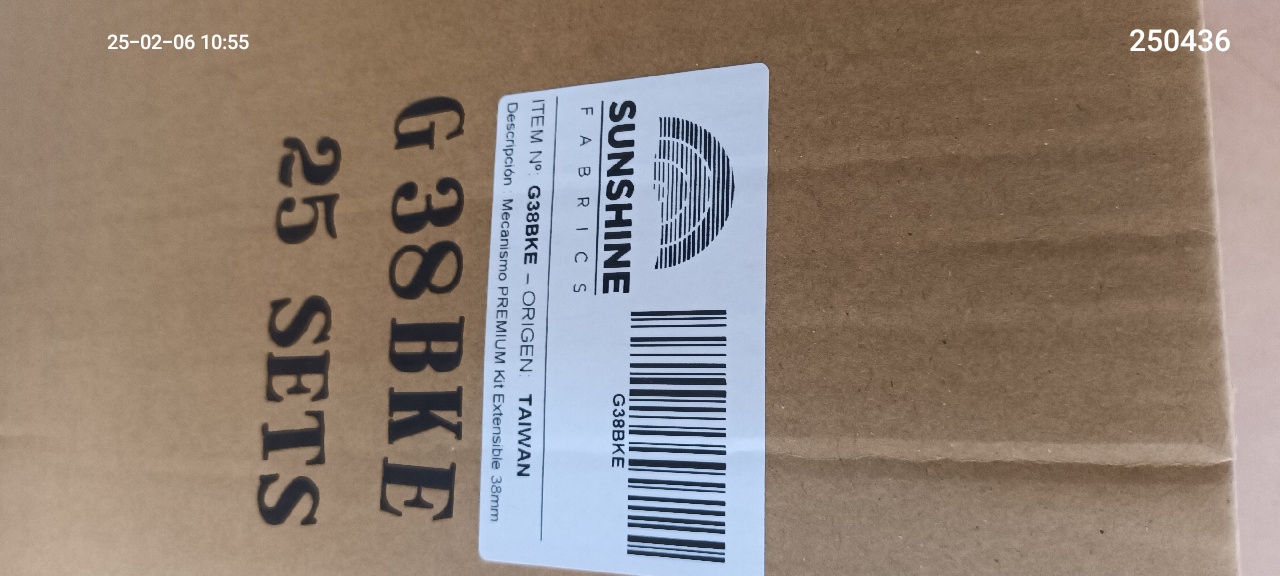 25-02-06 10:55
250436
SUNSHINE
FABRICS
G38BKE
ITEM Nº: G38BKE – ORIGEN: TAIWAN
Descripción : Mecanismo PREMIUM Kit Extensible 38mm
G38BKE
25 SETS